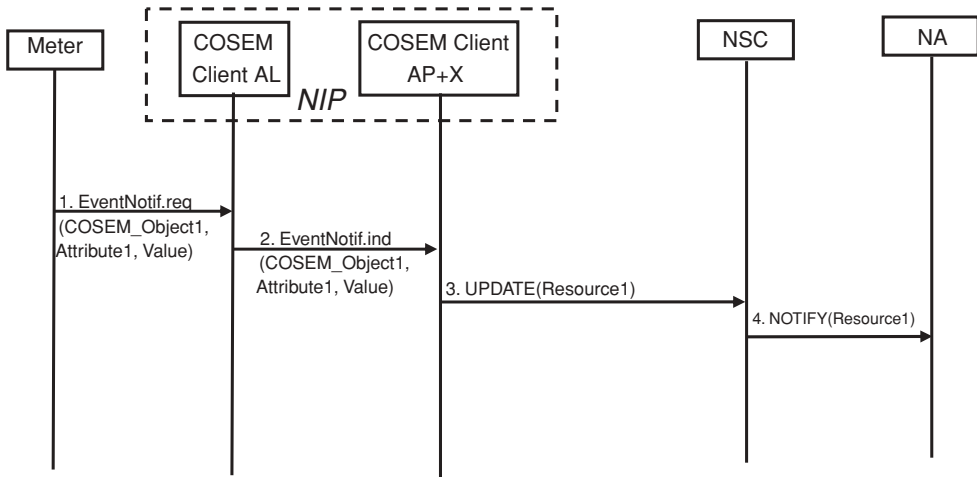 Meter
COSEM
Client AL
COSEM Client
AP+X
NIP
NSC
NA
1. EventNotif.req
(COSEM_Object1,
Attribute1, Value)
2. EventNotif.ind
(COSEM_Object1,
Attribute1, Value)
3. UPDATE(Resource1)
4. NOTIFY(Resource1)